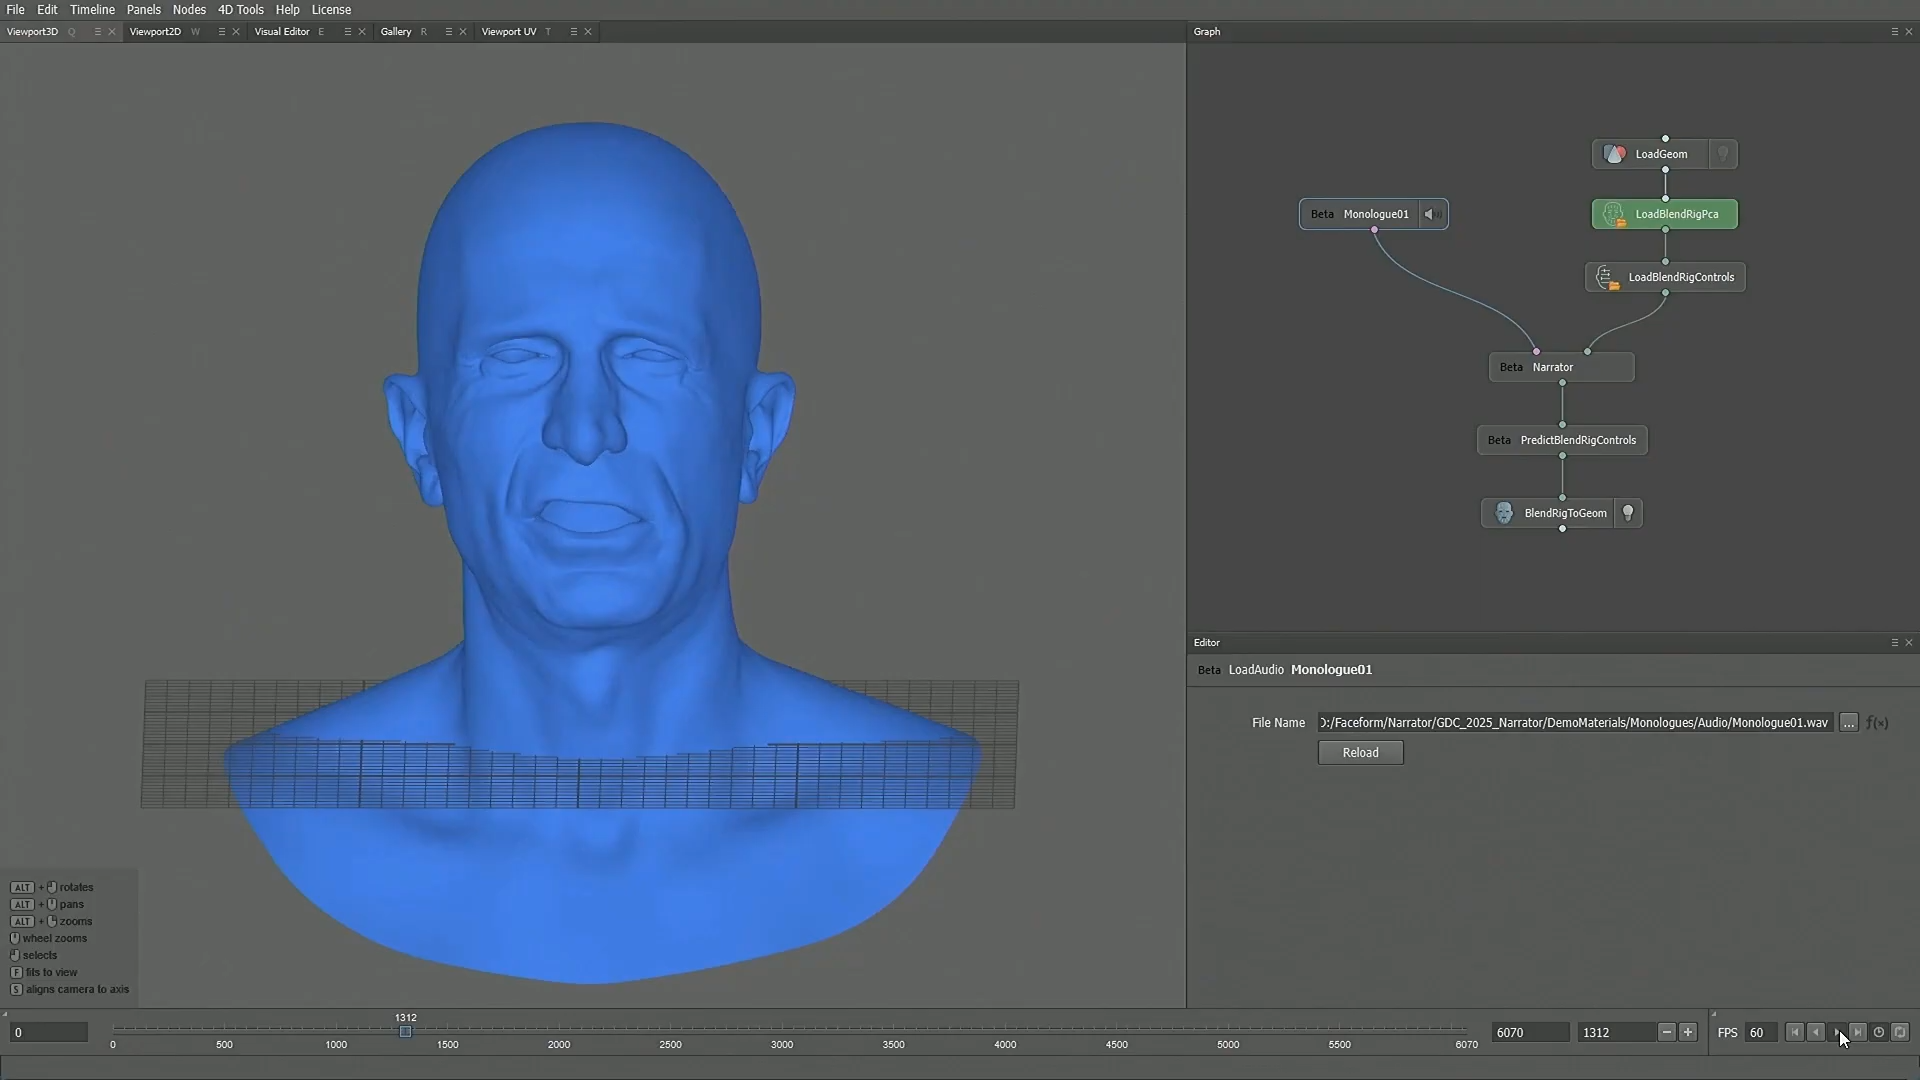 File Edit Timeline Panels Nodes 4D Tools Help License
Viewport3D Q Viewport2D W Visual Editor E Gallery R Viewport UV T
Graph
LoadGeom
Beta Monologue01
LoadBlendRigPca
LoadBlendRigControls
Beta Narrator
Beta PredictBlendRigControls
BlendRigToGeom
Editor
Beta LoadAudio Monologue01
File Name D:/Faceform/Narrator/GDC_2025_Narrator/DemoMaterials/Monologues/Audio/Monologue01.wav ... f(x)
Reload
ALT + rotates
ALT + pans
ALT + zooms
wheel zooms
selects
F fits to view
S aligns camera to axis
1312
0 6070 1312 FPS 60
0 500 1000 1500 2000 2500 3000 3500 4000 4500 5000 5500 6070